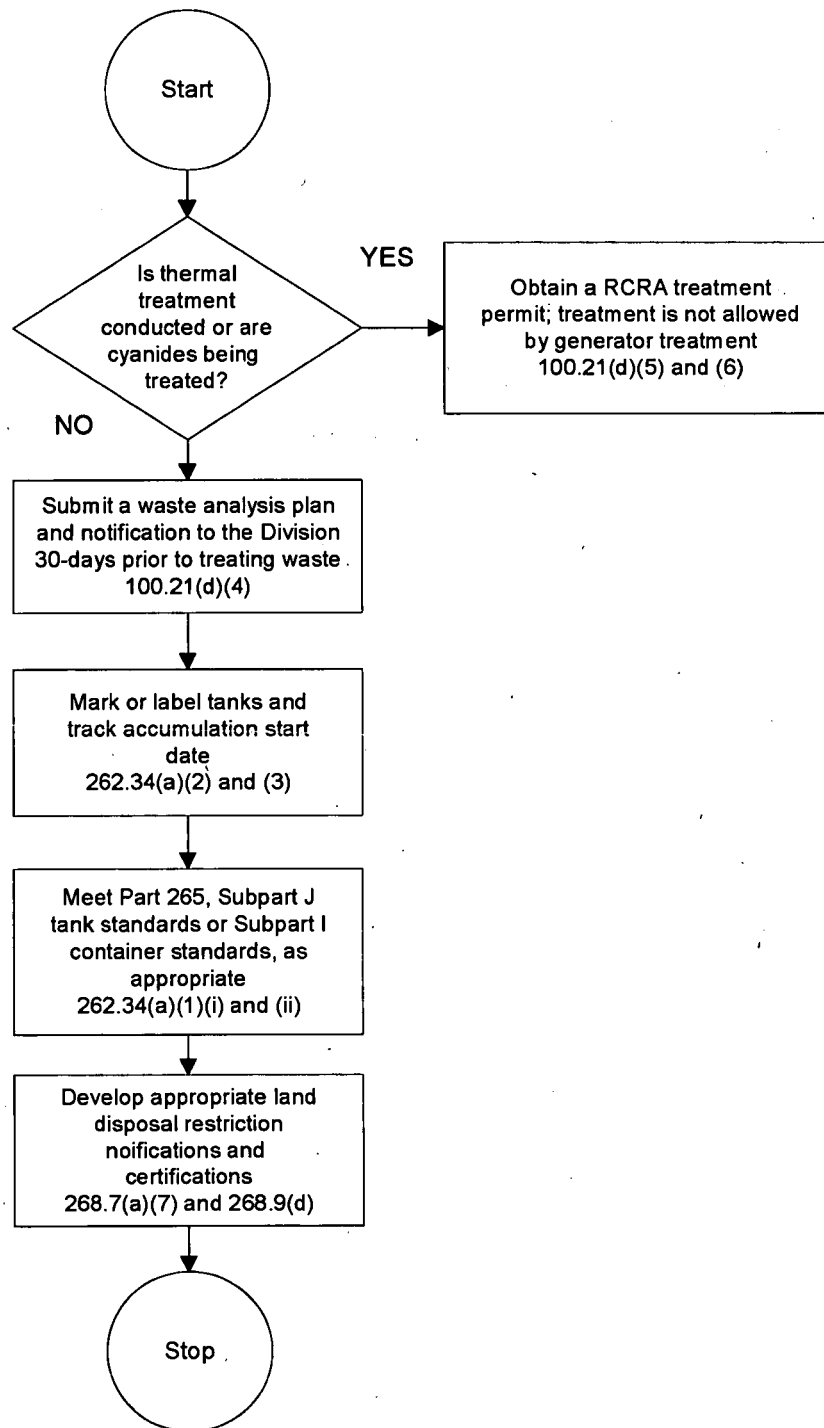 Start
Is thermal
treatment
conducted or are
cyanides being
treated?
YES
Obtain a RCRA treatment
permit; treatment is not allowed
by generator treatment
100.21(d)(5) and (6)
NO
Submit a waste analysis plan
and notification to the Division
30-days prior to treating waste
100.21(d)(4)
Mark or label tanks and
track accumulation start
date
262.34(a)(2) and (3)
Meet Part 265, Subpart J
tank standards or Subpart I
container standards, as
appropriate
262.34(a)(1)(i) and (ii)
Develop appropriate land
disposal restriction
noifications and
certifications
268.7(a)(7) and 268.9(d)
Stop